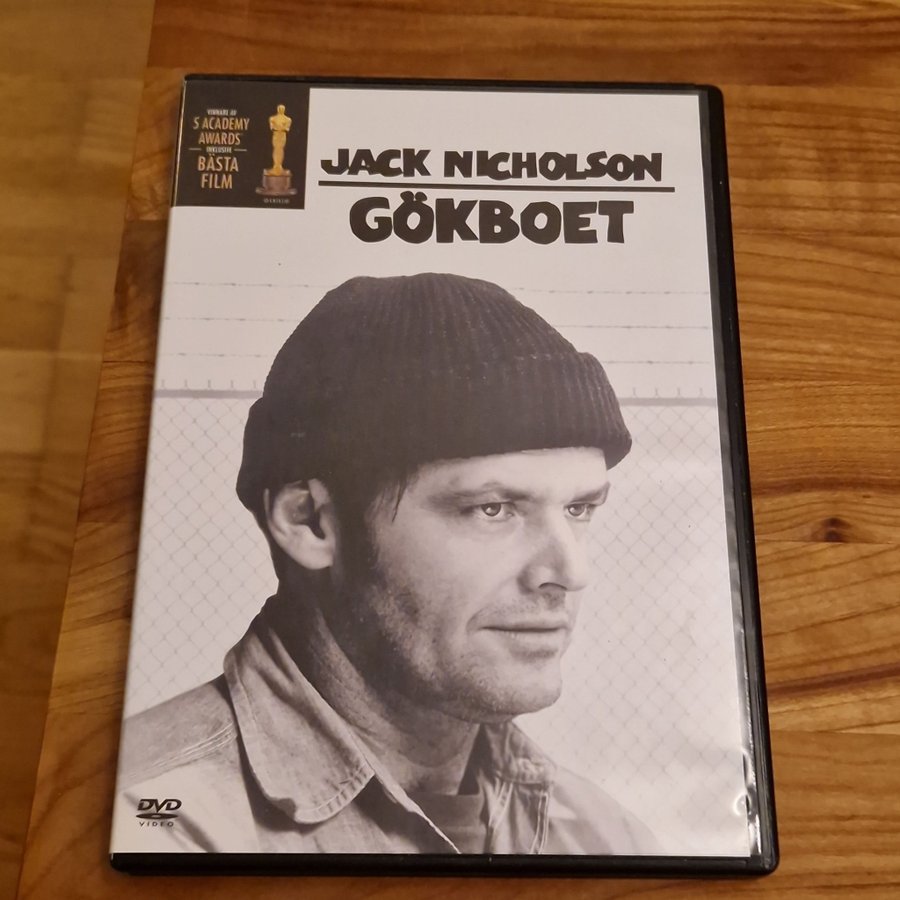 VINNARE AV
5 ACADEMY
AWARDS
INKLUSIVE
BÄSTA
FILM
JACK NICHOLSON
GÖKBOET
DVD
VIDEO